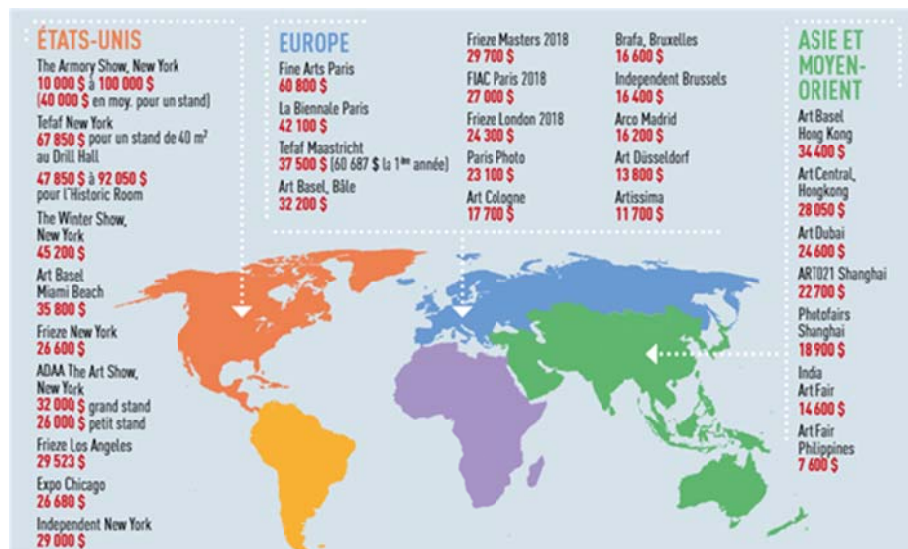 ÉTATS-UNIS
The Armory Show, New York
10 000 $ à 100 000 $
(40 000 $ en moy. pour un stand)
Tefaf New York
67 850 $ pour un stand de 40 m²
au Drill Hall
47 850 $ à 92 050 $
pour l'Historic Room
The Winter Show,
New York
45 200 $
Art Basel
Miami Beach
35 800 $
Frieze New York
26 600 $
ADAA The Art Show,
New York
32 000 $ grand stand
26 000 $ petit stand
Frieze Los Angeles
29 523 $
Expo Chicago
26 680 $
Independent New York
29 000 $
EUROPE
Fine Arts Paris
60 800 $
La Biennale Paris
42 100 $
Tefaf Maastricht
37 500 $ (60 687 $ la 1ère année)
Art Basel, Bâle
32 200 $
Frieze Masters 2018
29 700 $
FIAC Paris 2018
27 000 $
Frieze London 2018
24 300 $
Paris Photo
23 100 $
Art Cologne
17 700 $
Brafa, Bruxelles
16 600 $
Independent Brussels
16 400 $
Arco Madrid
16 200 $
Art Düsseldorf
13 800 $
Artissima
11 700 $
ASIE ET
MOYEN-
ORIENT
Art Basel
Hong Kong
34 400 $
Art Central,
Hongkong
28 050 $
Art Dubai
24 600 $
ART021 Shanghai
22 700 $
Photofairs
Shanghai
18 900 $
India
Art Fair
14 600 $
Art Fair
Philippines
7 600 $